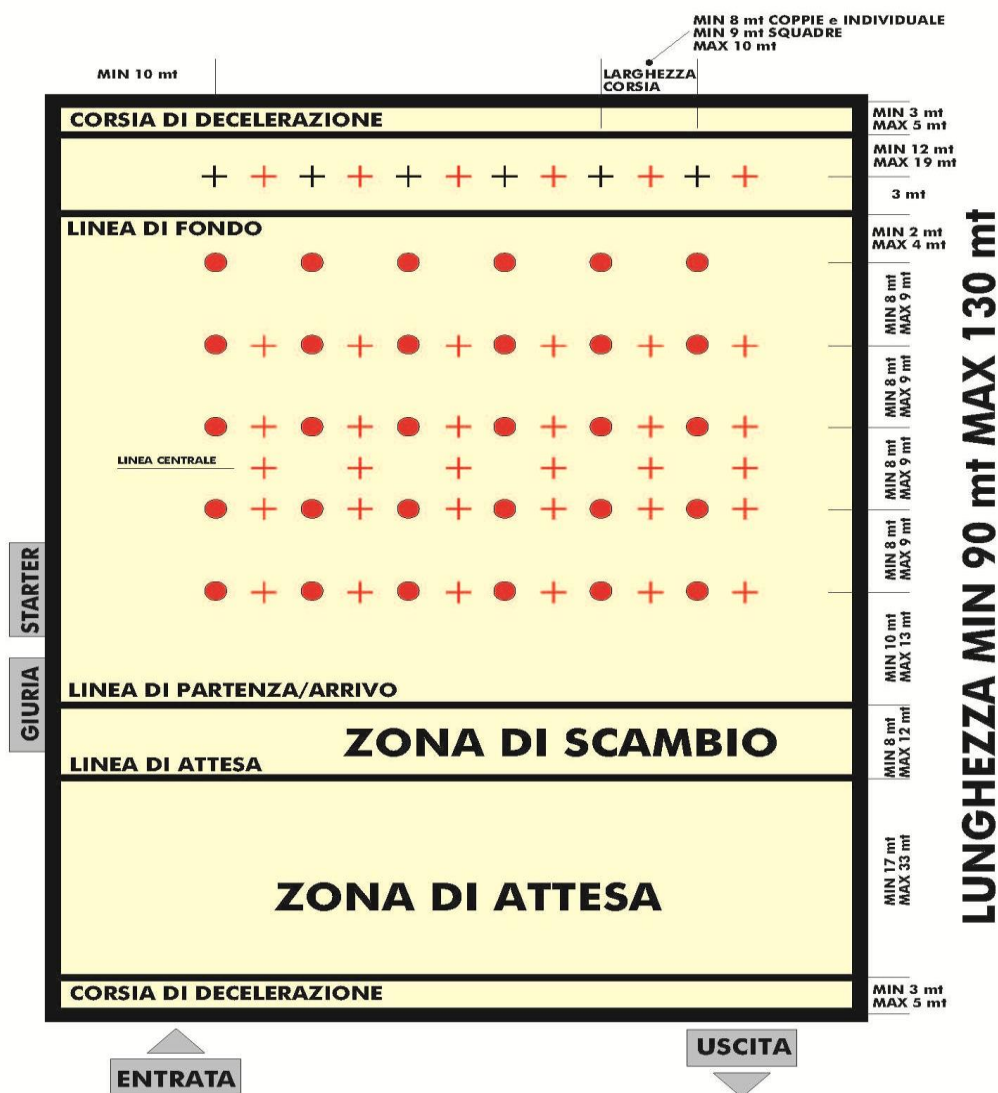 MIN 8 mt COPPIE e INDIVIDUALE
MIN 9 mt SQUADRE
MAX 10 mt
MIN 10 mt
LARGHEZZA
CORSIA
CORSIA DI DECELERAZIONE
MIN 3 mt
MAX 5 mt
MIN 12 mt
MAX 19 mt
3 mt
LINEA DI FONDO
MIN 2 mt
MAX 4 mt
MIN 8 mt
MAX 9 mt
MIN 8 mt
MAX 9 mt
LINEA CENTRALE
MIN 8 mt
MAX 9 mt
MIN 8 mt
MAX 9 mt
STARTER
GIURIA
MIN 10 mt
MAX 13 mt
LINEA DI PARTENZA/ARRIVO
ZONA DI SCAMBIO
LINEA DI ATTESA
MIN 8 mt
MAX 12 mt
ZONA DI ATTESA
MIN 17 mt
MAX 33 mt
CORSIA DI DECELERAZIONE
MIN 3 mt
MAX 5 mt
LUNGHEZZA MIN 90 mt MAX 130 mt
ENTRATA
USCITA